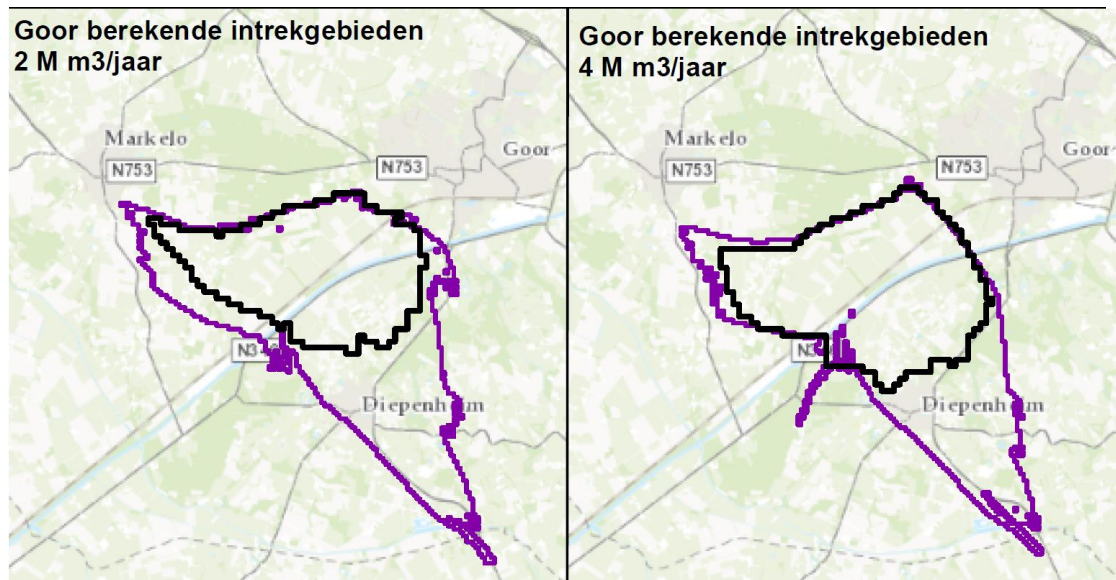 Goor berekende intrekgebieden
2 M m3/jaar
Markelo
N753
N753
Goor
Diepenheim
Goor berekende intrekgebieden
4 M m3/jaar
Markelo
N753
N753
Goor
Diepenheim